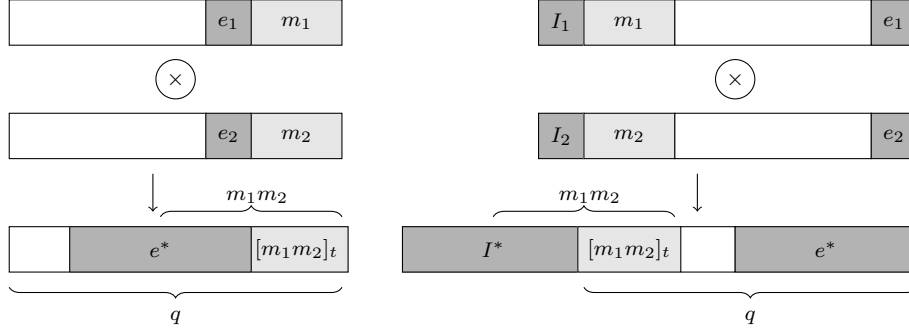 e₁ m₁ I₁ m₁ e₁
× ×
e₂ m₂ I₂ m₂ e₂
m₁m₂ m₁m₂
e* [m₁m₂]ₜ I* [m₁m₂]ₜ e*
q q